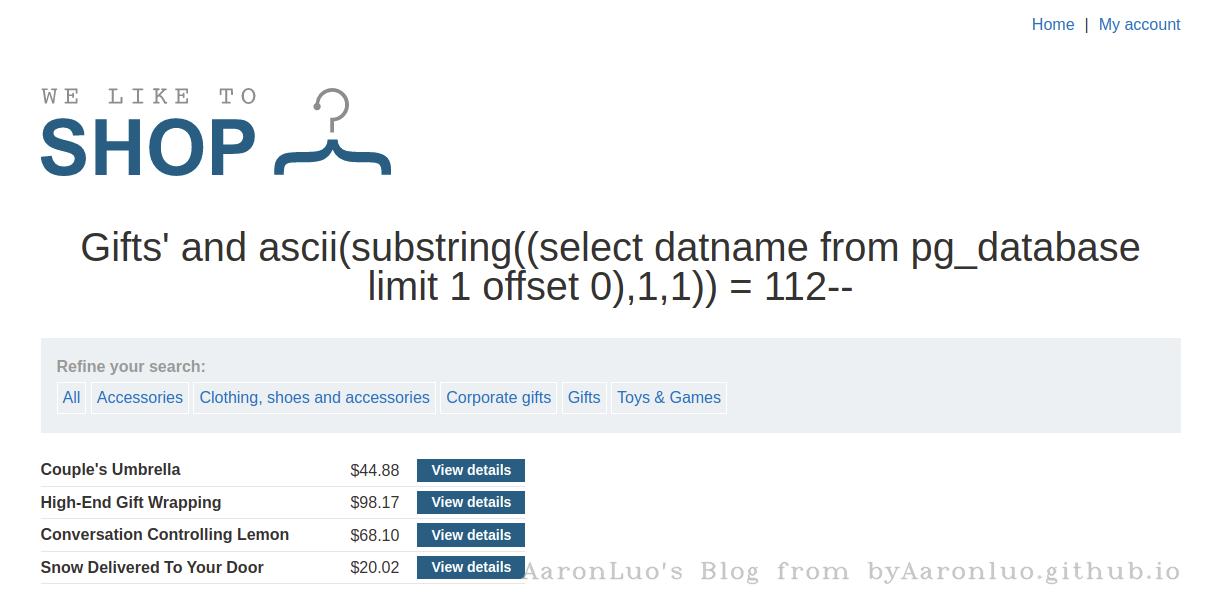 Home | My account
WE LIKE TO
SHOP
Gifts' and ascii(substring((select datname from pg_database
limit 1 offset 0),1,1)) = 112--
Refine your search:
All Accessories Clothing, shoes and accessories Corporate gifts Gifts Toys & Games
Couple's Umbrella $44.88 View details
High-End Gift Wrapping $98.17 View details
Conversation Controlling Lemon $68.10 View details
Snow Delivered To Your Door $20.02 View details
AaronLuo's Blog from byAaronluo.github.io